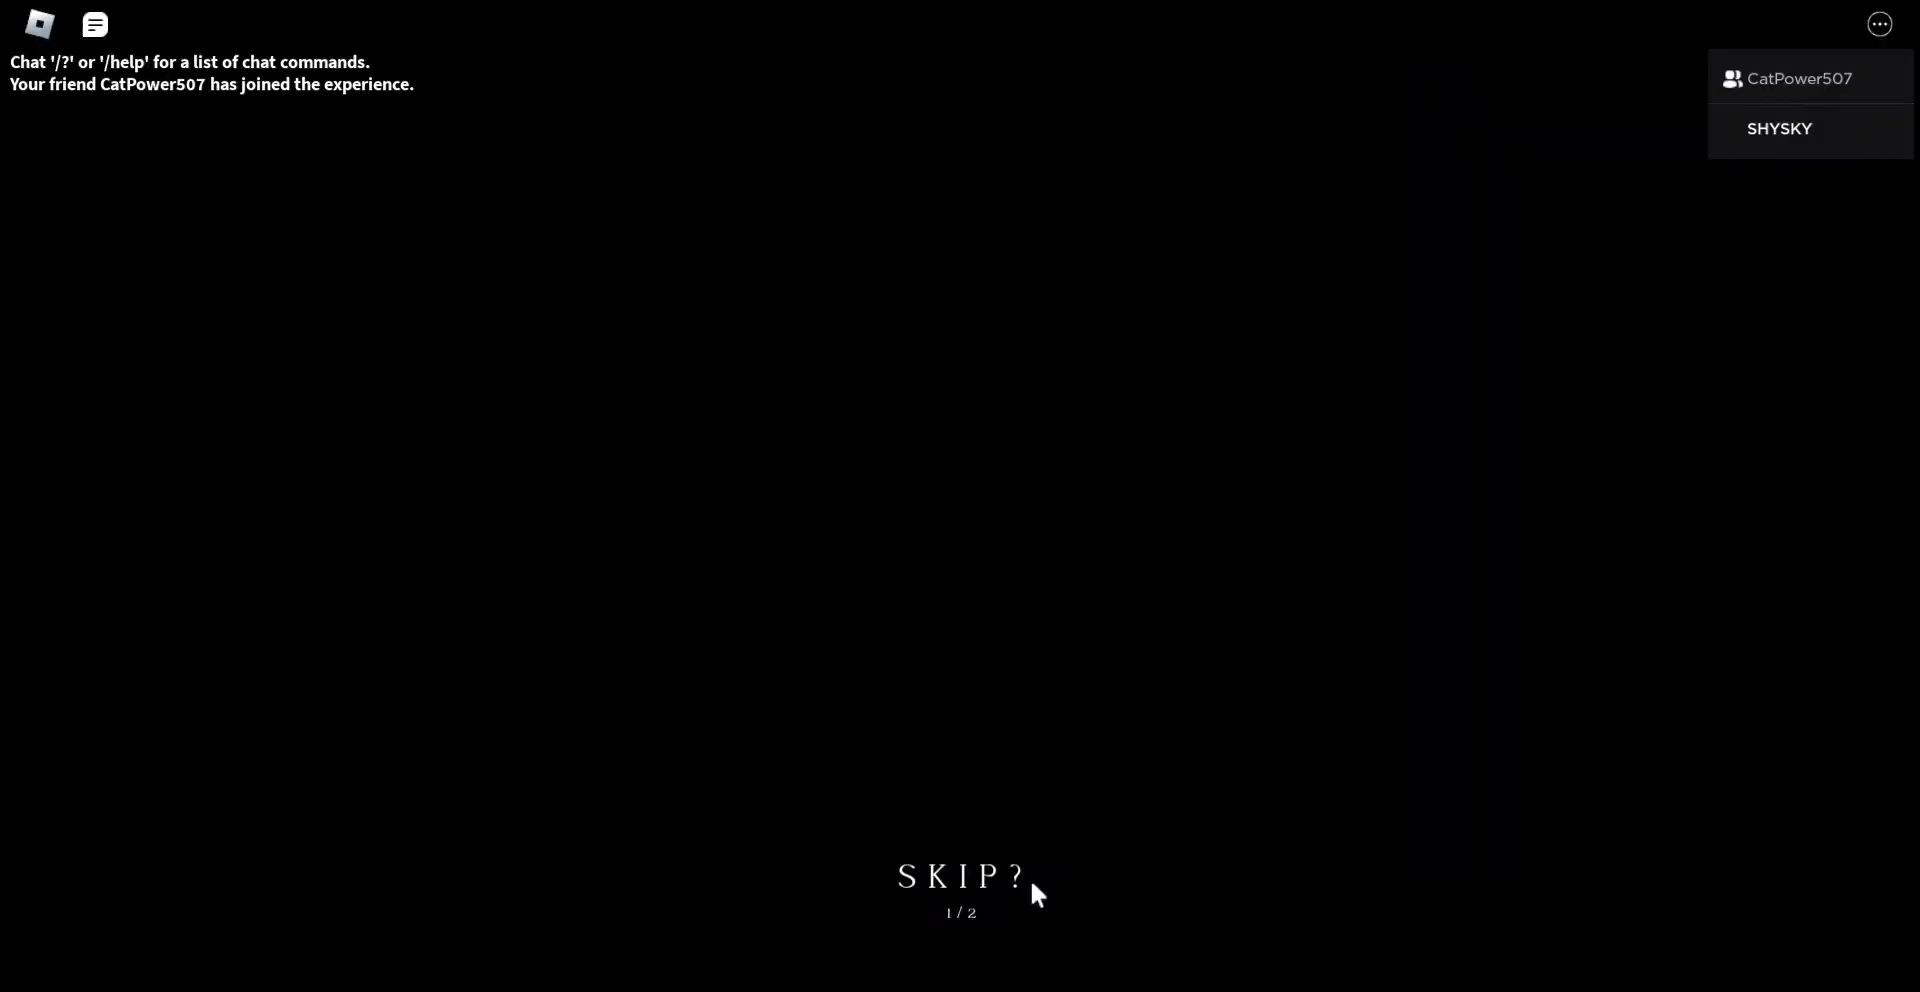 Chat '/?' or '/help' for a list of chat commands.
Your friend CatPower507 has joined the experience.
CatPower507
SHYSKY
SKIP?
1/2